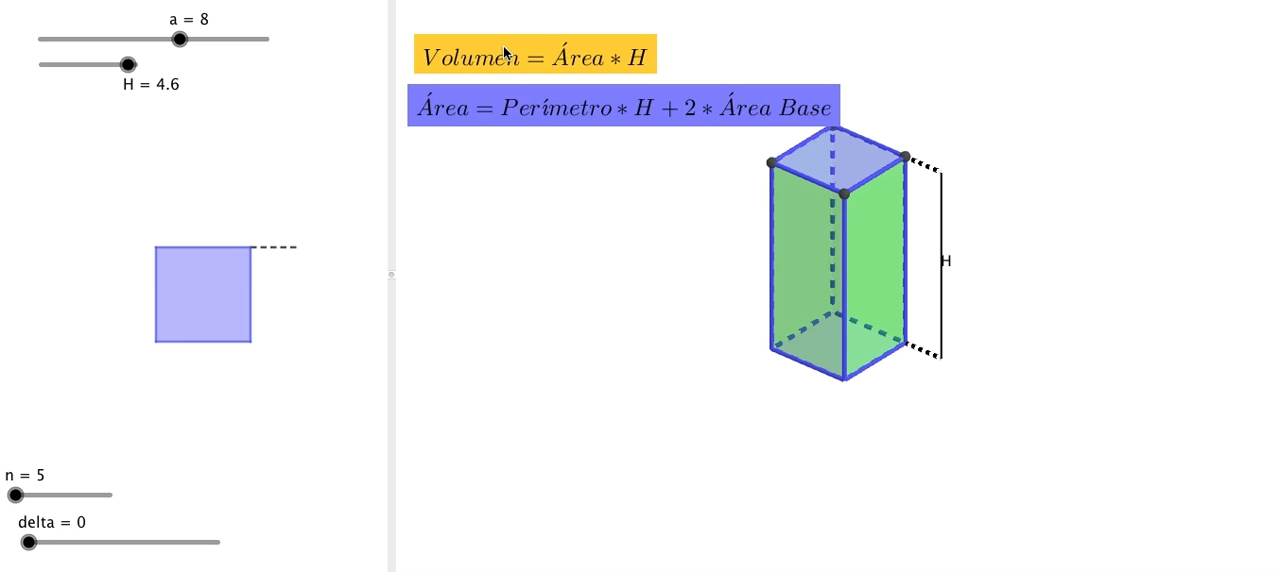 a = 8
H = 4.6
Volumen = Área ∗ H
Área = Perímetro ∗ H + 2 ∗ Área Base
H
n = 5
delta = 0